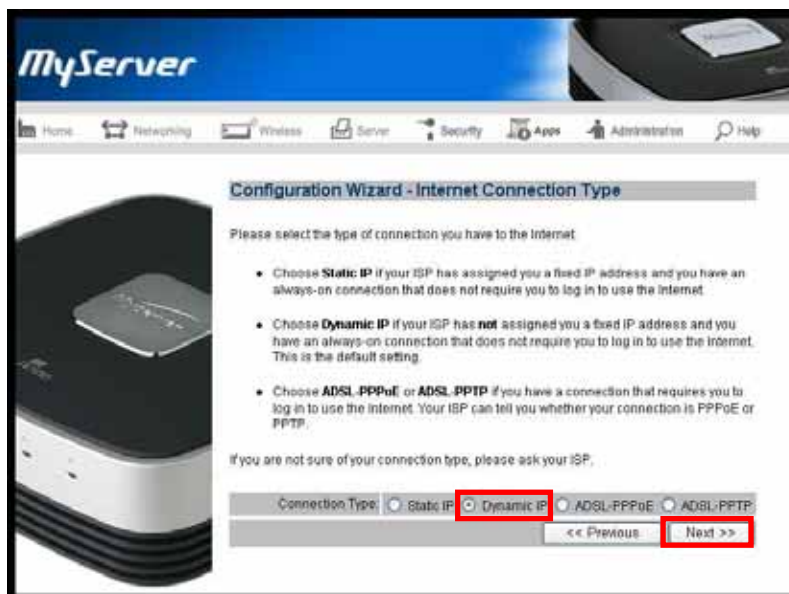 MyServer
Home Networking Wireless Server Security Apps Administration Help
Configuration Wizard - Internet Connection Type
Please select the type of connection you have to the Internet
• Choose Static IP if your ISP has assigned you a fixed IP address and you have an
always-on connection that does not require you to log in to use the Internet
• Choose Dynamic IP if your ISP has not assigned you a fixed IP address and you
have an always-on connection that does not require you to log in to use the Internet.
This is the default setting.
• Choose ADSL-PPPoE or ADSL-PPTP if you have a connection that requires you to
log in to use the Internet. Your ISP can tell you whether your connection is PPPoE or
PPTP.
If you are not sure of your connection type, please ask your ISP.
Connection Type: Static IP Dynamic IP ADSL-PPPoE ADSL-PPTP
<< Previous Next >>
MyServer